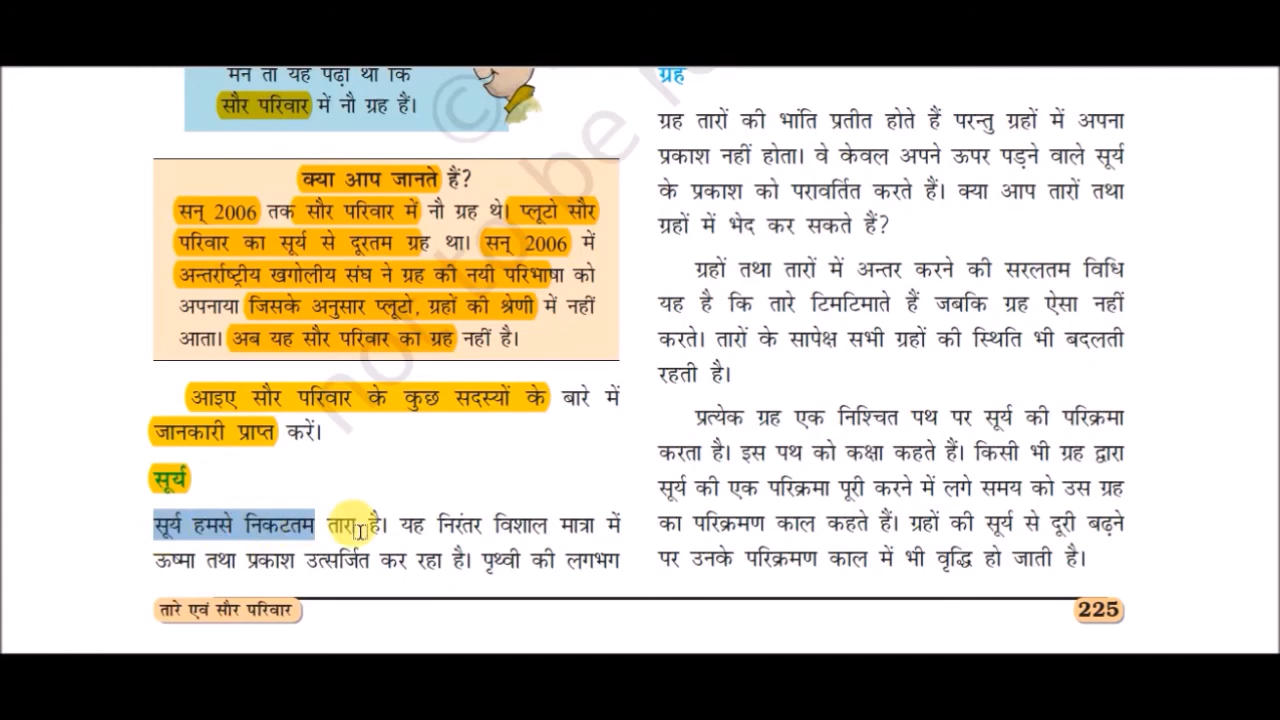 मैंने तो यह पढ़ा था कि
सौर परिवार में नौ ग्रह हैं।
क्या आप जानते हैं?
सन् 2006 तक सौर परिवार में नौ ग्रह थे। प्लूटो सौर
परिवार का सूर्य से दूरतम ग्रह था। सन् 2006 में
अन्तर्राष्ट्रीय खगोलीय संघ ने ग्रह की नयी परिभाषा को
अपनाया जिसके अनुसार प्लूटो, ग्रहों की श्रेणी में नहीं
आता। अब यह सौर परिवार का ग्रह नहीं है।
आइए सौर परिवार के कुछ सदस्यों के बारे में
जानकारी प्राप्त करें।
सूर्य
सूर्य हमसे निकटतम तारा है। यह निरंतर विशाल मात्रा में
ऊष्मा तथा प्रकाश उत्सर्जित कर रहा है। पृथ्वी की लगभग
तारे एवं सौर परिवार
ग्रह
ग्रह तारों की भांति प्रतीत होते हैं परन्तु ग्रहों में अपना
प्रकाश नहीं होता। वे केवल अपने ऊपर पड़ने वाले सूर्य
के प्रकाश को परावर्तित करते हैं। क्या आप तारों तथा
ग्रहों में भेद कर सकते हैं?
ग्रहों तथा तारों में अन्तर करने की सरलतम विधि
यह है कि तारे टिमटिमाते हैं जबकि ग्रह ऐसा नहीं
करते। तारों के सापेक्ष सभी ग्रहों की स्थिति भी बदलती
रहती है।
प्रत्येक ग्रह एक निश्चित पथ पर सूर्य की परिक्रमा
करता है। इस पथ को कक्षा कहते हैं। किसी भी ग्रह द्वारा
सूर्य की एक परिक्रमा पूरी करने में लगे समय को उस ग्रह
का परिक्रमण काल कहते हैं। ग्रहों की सूर्य से दूरी बढ़ने
पर उनके परिक्रमण काल में भी वृद्धि हो जाती है।
225
© not to be